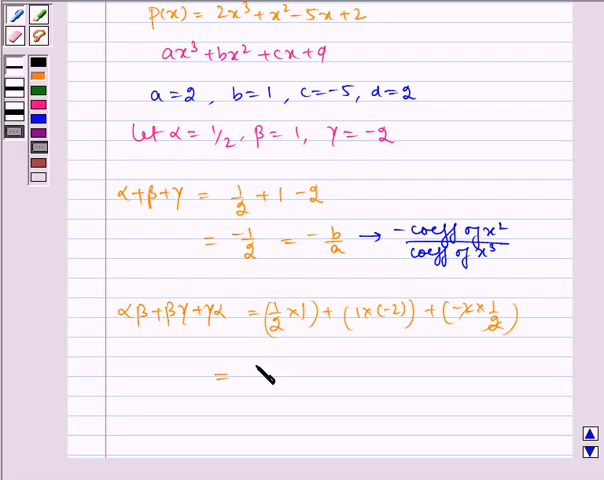 p(x) = 2x³ + x² - 5x + 2
ax³ + bx² + cx + 9
a = 2 , b = 1 , c = -5 , d = 2
Let α = 1/2 , β = 1 , γ = -2
α + β + γ = 1/2 + 1 - 2
= -1/2 = -b/a → -coeff of x²/coeff of x³
αβ + βγ + γα = (1/2 × 1) + (1 × (-2)) + (-2 × 1/2)
=